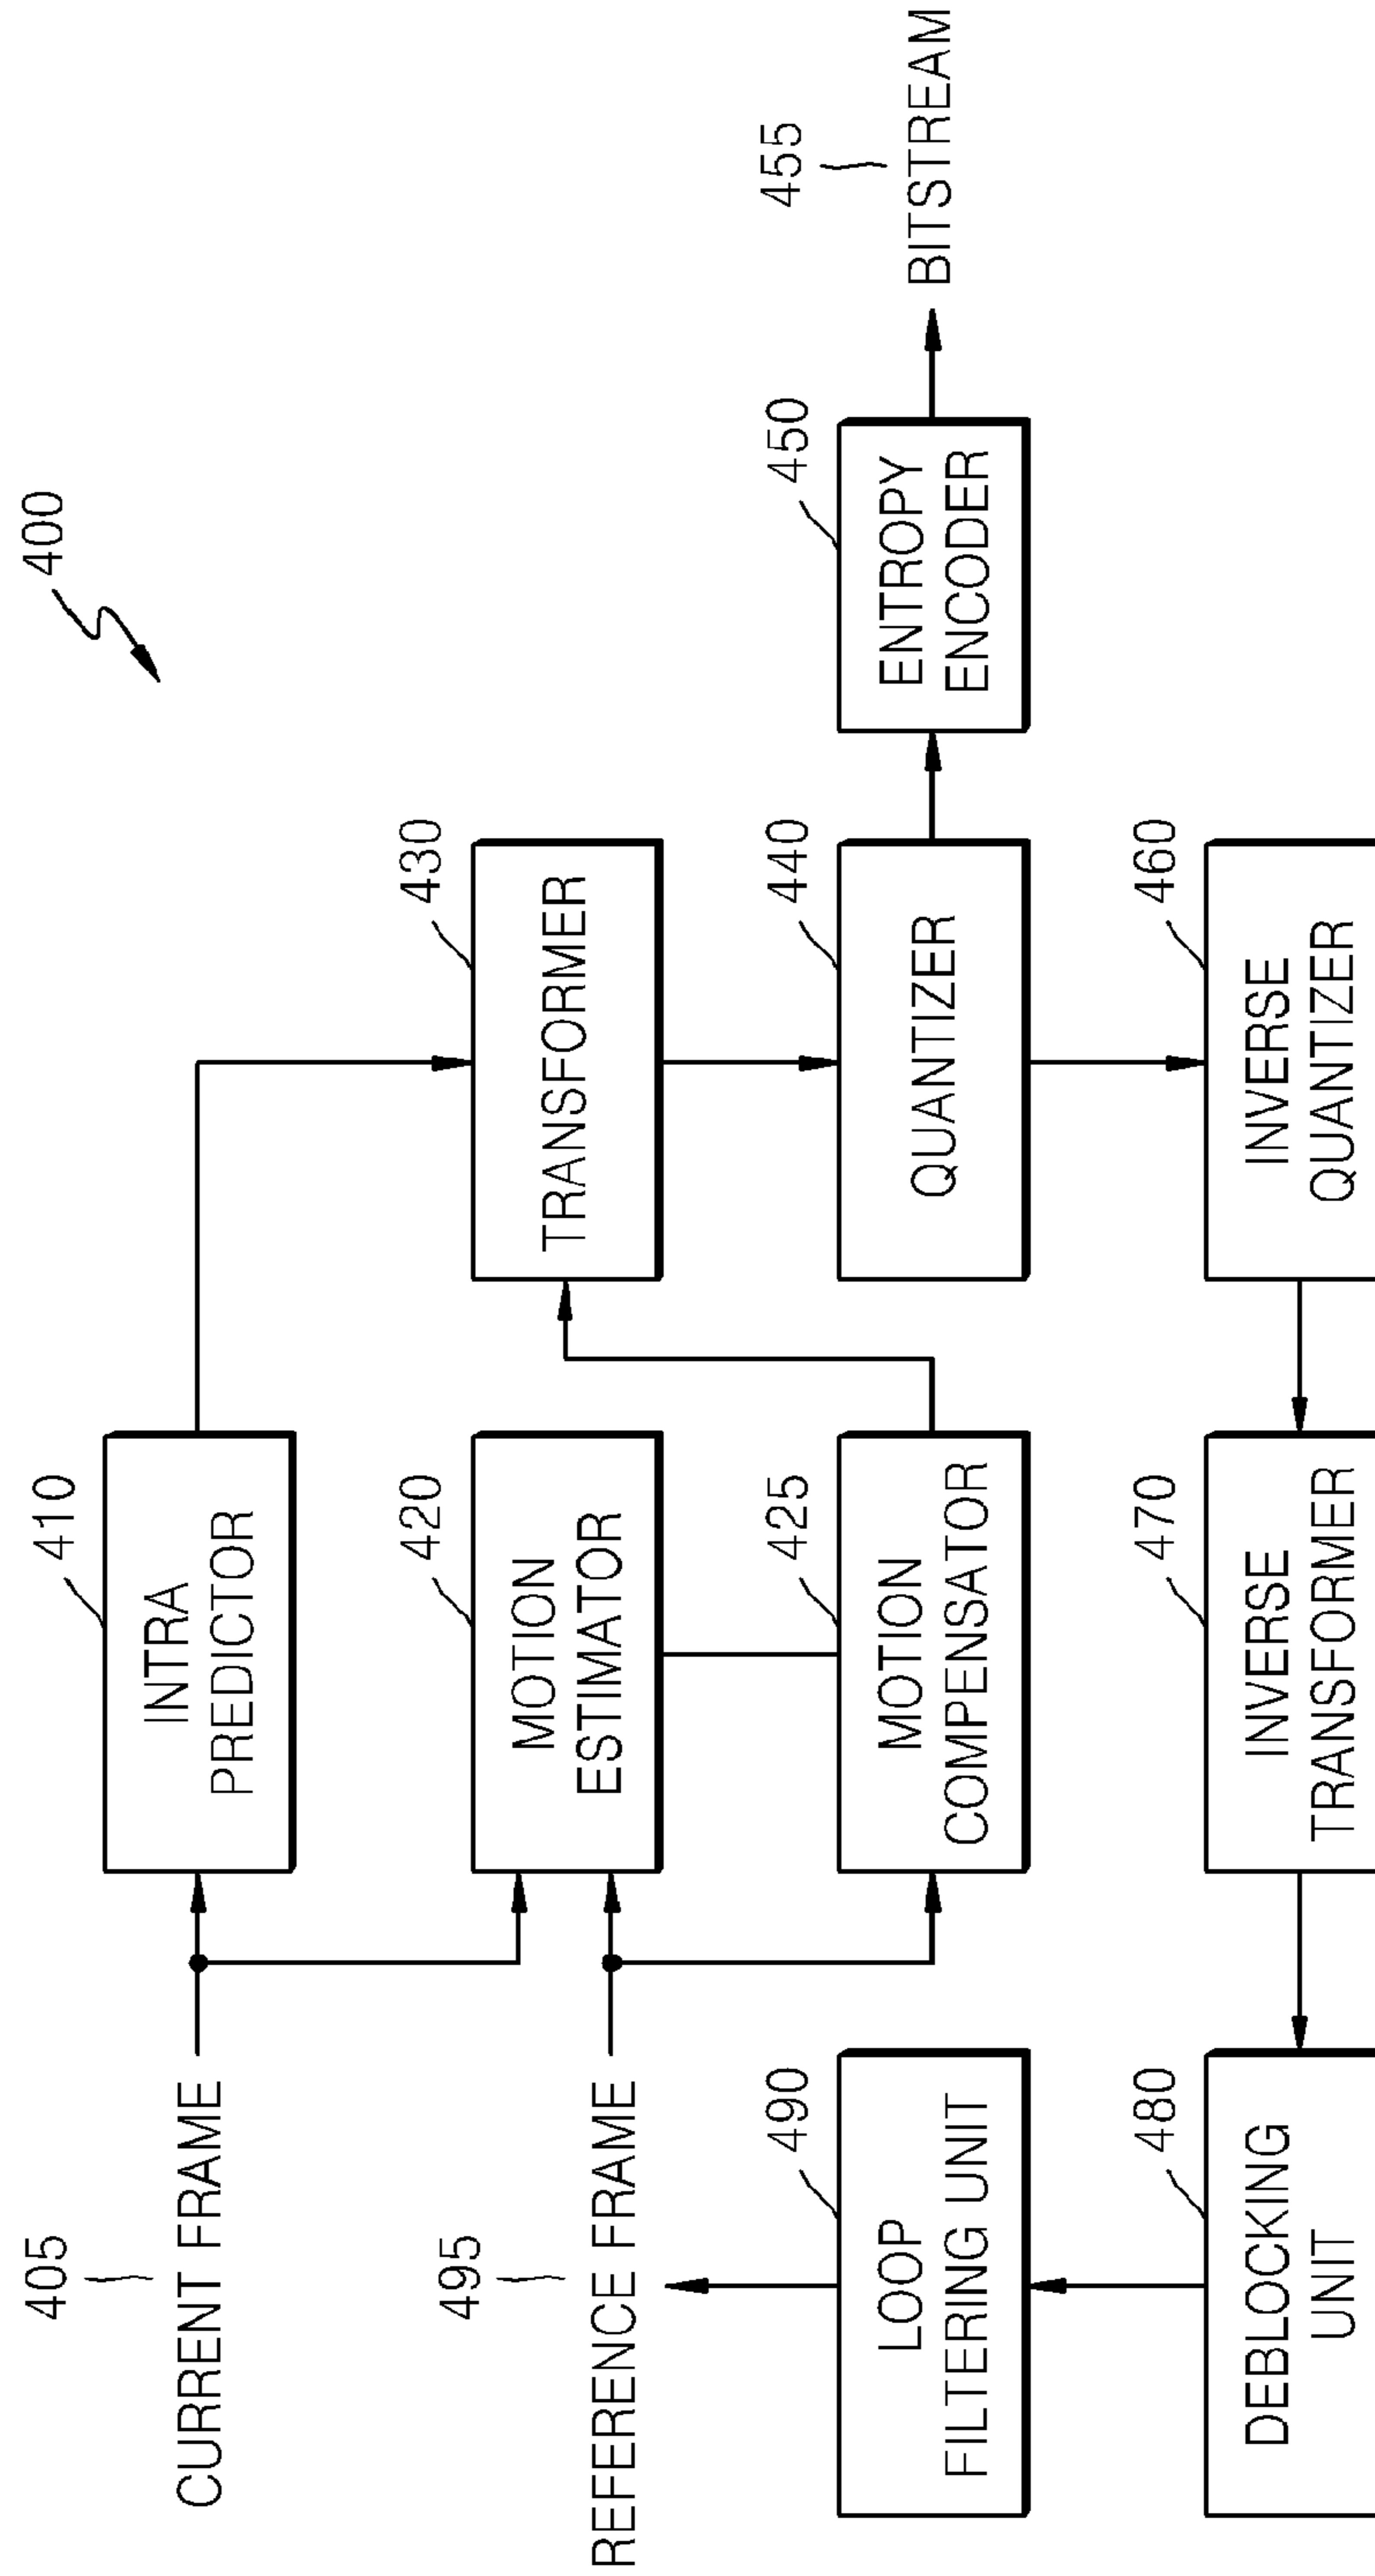 400
405
CURRENT FRAME
410
INTRA
PREDICTOR
495
REFERENCE FRAME
420
MOTION
ESTIMATOR
430
TRANSFORMER
490
LOOP
FILTERING UNIT
425
MOTION
COMPENSATOR
440
QUANTIZER
450
ENTROPY
ENCODER
455
BITSTREAM
480
DEBLOCKING
UNIT
470
INVERSE
TRANSFORMER
460
INVERSE
QUANTIZER